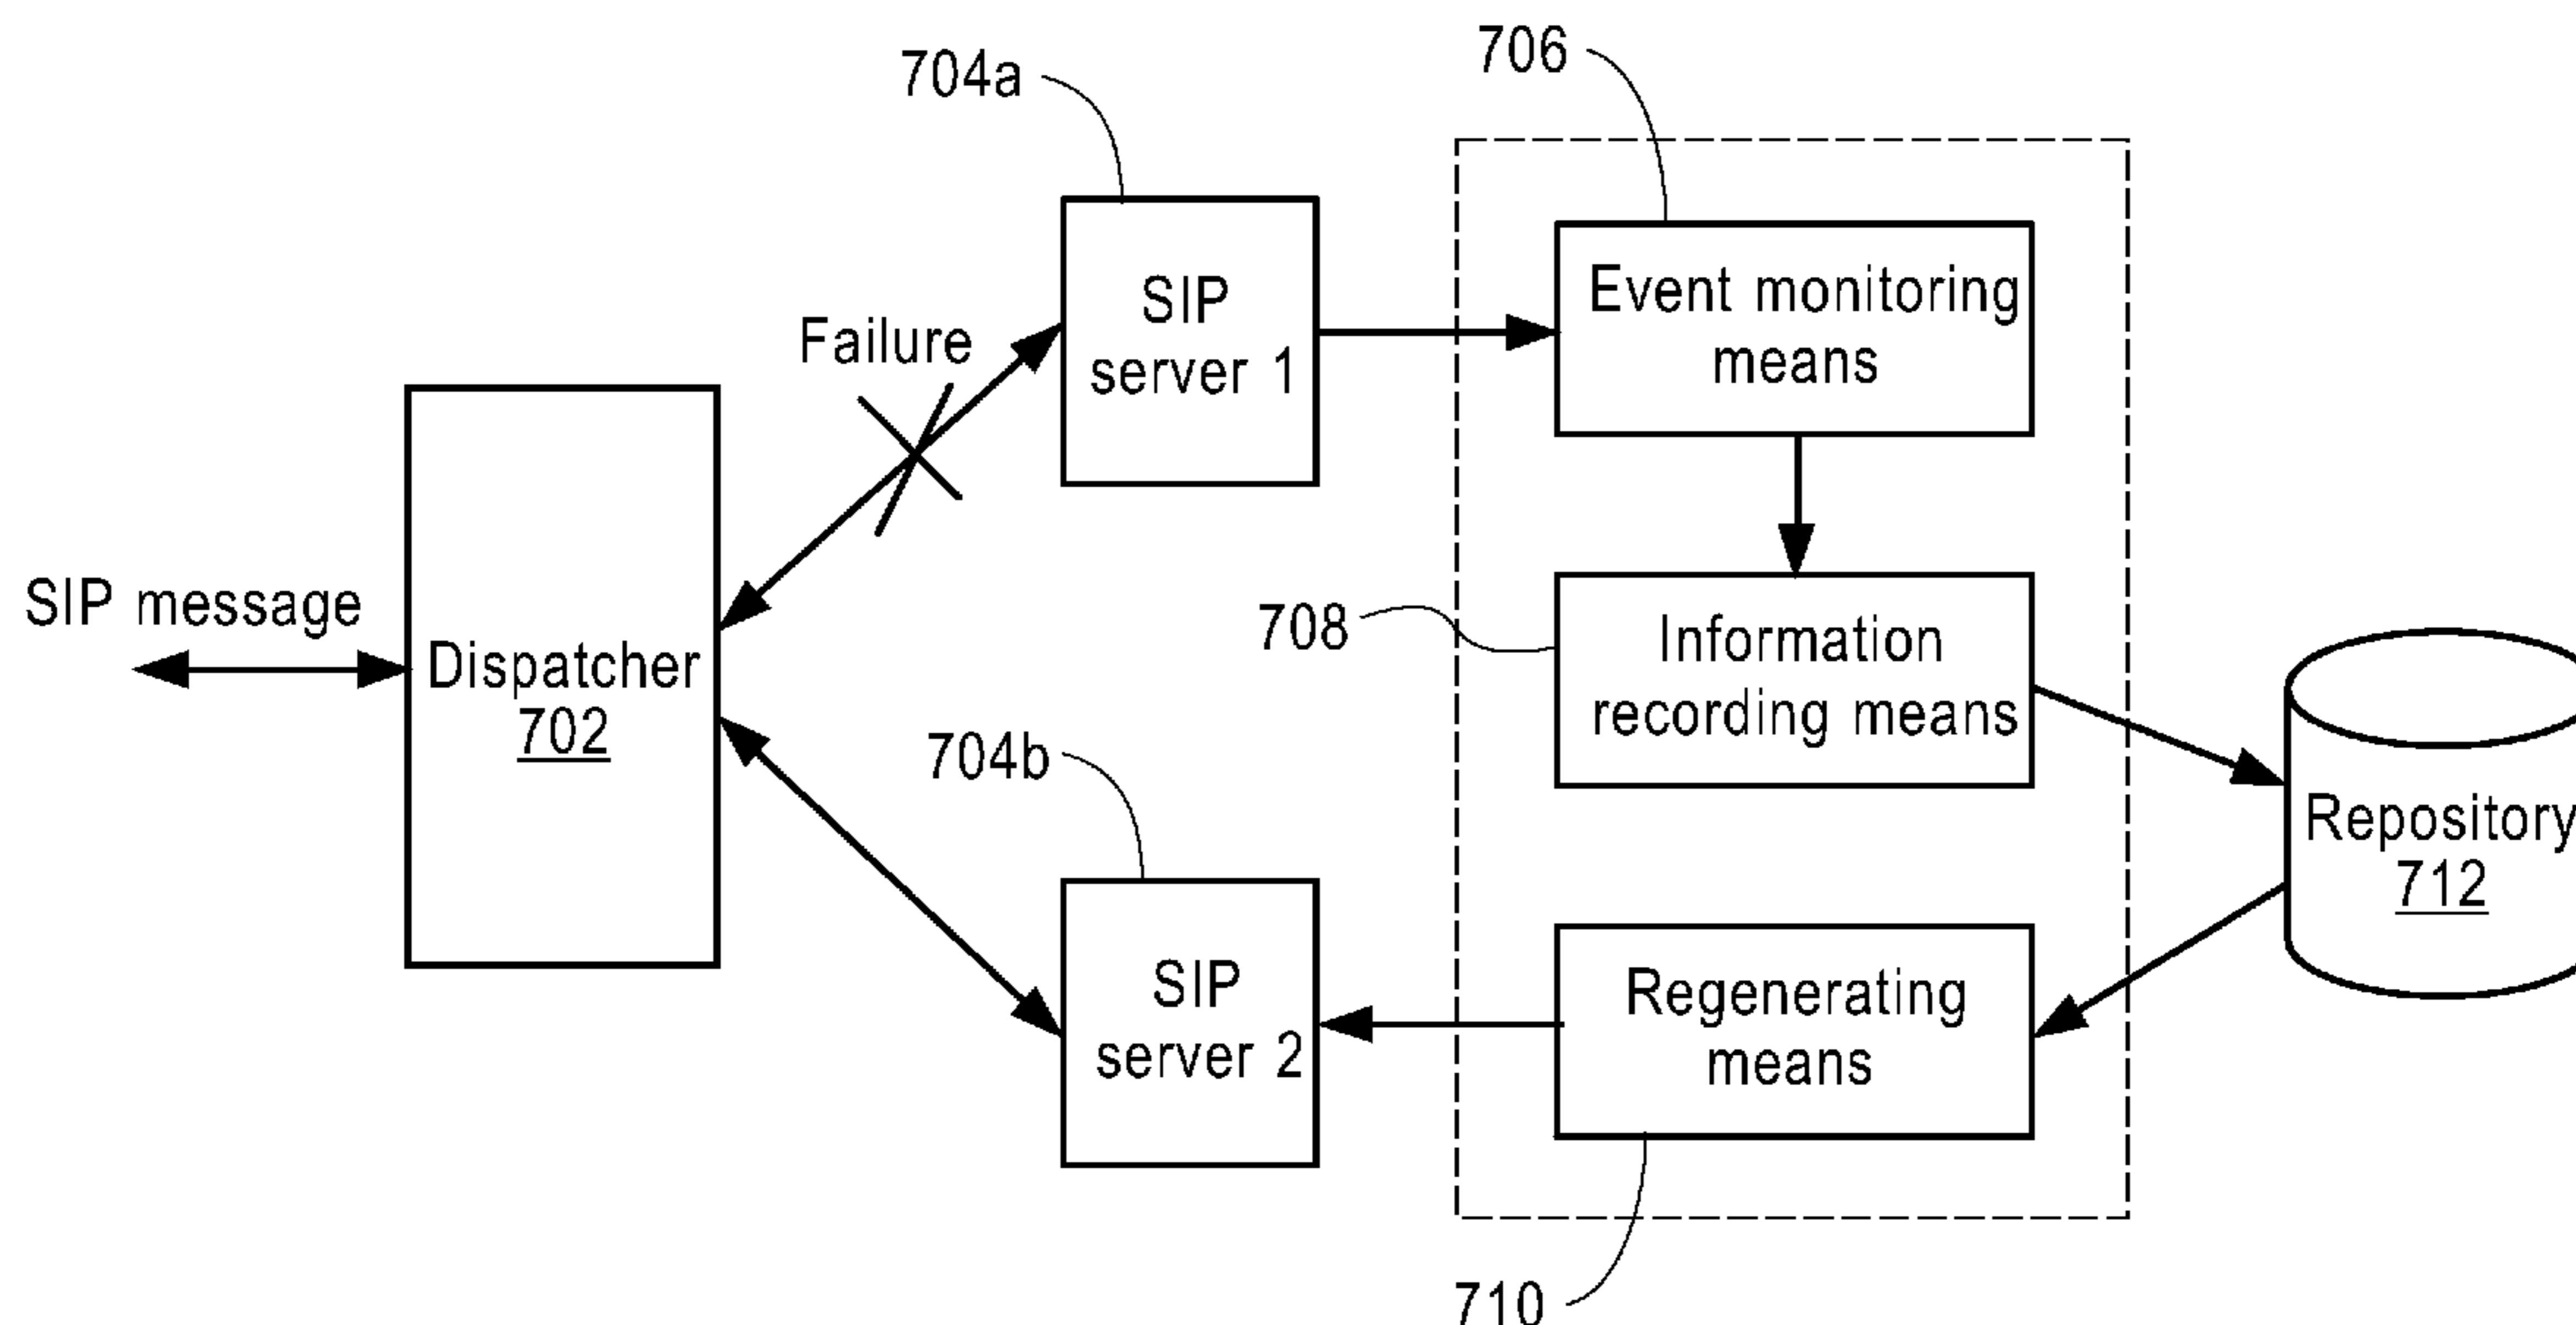 706
704a
Event monitoring
means
SIP
server 1
Failure
SIP message
Dispatcher
702
708
Information
recording means
704b
Repository
712
SIP
server 2
Regenerating
means
710